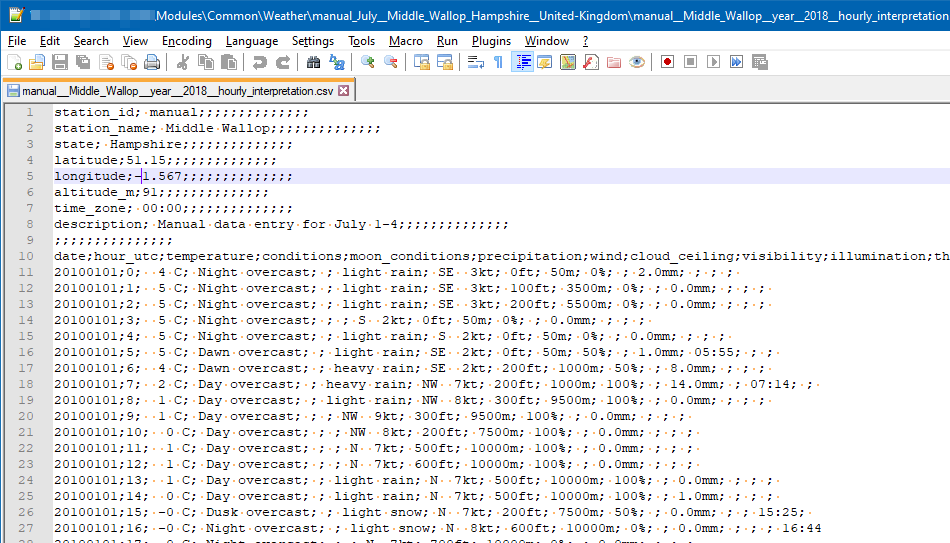 \Modules\Common\Weather\manual_July__Middle_Wallop_Hampshire__United-Kingdom\manual__Middle_Wallop__year__2018__hourly_interpretation
File Edit Search View Encoding Language Settings Tools Macro Run Plugins Window ?
manual__Middle_Wallop__year__2018__hourly_interpretation.csv
1 station_id; manual;;;;;;;;;;;;;;
2 station_name; Middle Wallop;;;;;;;;;;;;;;
3 state; Hampshire;;;;;;;;;;;;;;
4 latitude;51.15;;;;;;;;;;;;;;
5 longitude;-1.567;;;;;;;;;;;;;;
6 altitude_m;91;;;;;;;;;;;;;;
7 time_zone; 00:00;;;;;;;;;;;;;;
8 description; Manual data entry for July 1-4;;;;;;;;;;;;;;
9 ;;;;;;;;;;;;;;;
10 date;hour_utc;temperature;conditions;moon_conditions;precipitation;wind;cloud_ceiling;visibility;illumination;th
11 20100101;0;  4 C; Night overcast; ; light rain; SE  3kt; 0ft; 50m; 0%; ; 2.0mm; ; ; ;
12 20100101;1;  5 C; Night overcast; ; light rain; SE  3kt; 100ft; 3500m; 0%; ; 0.0mm; ; ; ;
13 20100101;2;  5 C; Night overcast; ; light rain; SE  3kt; 200ft; 5500m; 0%; ; 0.0mm; ; ; ;
14 20100101;3;  5 C; Night overcast; ; ; S  2kt; 0ft; 50m; 0%; ; 0.0mm; ; ; ;
15 20100101;4;  5 C; Night overcast; ; light rain; S  2kt; 0ft; 50m; 0%; ; 0.0mm; ; ; ;
16 20100101;5;  5 C; Dawn overcast; ; light rain; SE  2kt; 0ft; 50m; 50%; ; 1.0mm; 05:55; ; ;
17 20100101;6;  4 C; Dawn overcast; ; heavy rain; SE  2kt; 200ft; 1000m; 50%; ; 8.0mm; ; ; ;
18 20100101;7;  2 C; Day overcast; ; heavy rain; NW  7kt; 200ft; 1000m; 100%; ; 14.0mm; ; 07:14; ;
19 20100101;8;  1 C; Day overcast; ; light rain; NW  8kt; 300ft; 9500m; 100%; ; 0.0mm; ; ; ;
20 20100101;9;  1 C; Day overcast; ; ; NW  9kt; 300ft; 9500m; 100%; ; 0.0mm; ; ; ;
21 20100101;10;  0 C; Day overcast; ; ; NW  8kt; 200ft; 7500m; 100%; ; 0.0mm; ; ; ;
22 20100101;11;  1 C; Day overcast; ; ; N  7kt; 500ft; 10000m; 100%; ; 0.0mm; ; ; ;
23 20100101;12;  1 C; Day overcast; ; ; N  7kt; 600ft; 10000m; 100%; ; 0.0mm; ; ; ;
24 20100101;13;  1 C; Day overcast; ; light rain; N  7kt; 500ft; 10000m; 100%; ; 0.0mm; ; ; ;
25 20100101;14;  0 C; Day overcast; ; light rain; N  7kt; 500ft; 10000m; 100%; ; 1.0mm; ; ; ;
26 20100101;15; -0 C; Dusk overcast; ; light snow; N  7kt; 200ft; 7500m; 50%; ; 0.0mm; ; ; 15:25;
27 20100101;16; -0 C; Night overcast; ; light snow; N  8kt; 600ft; 10000m; 0%; ; 0.0mm; ; ; ; 16:44